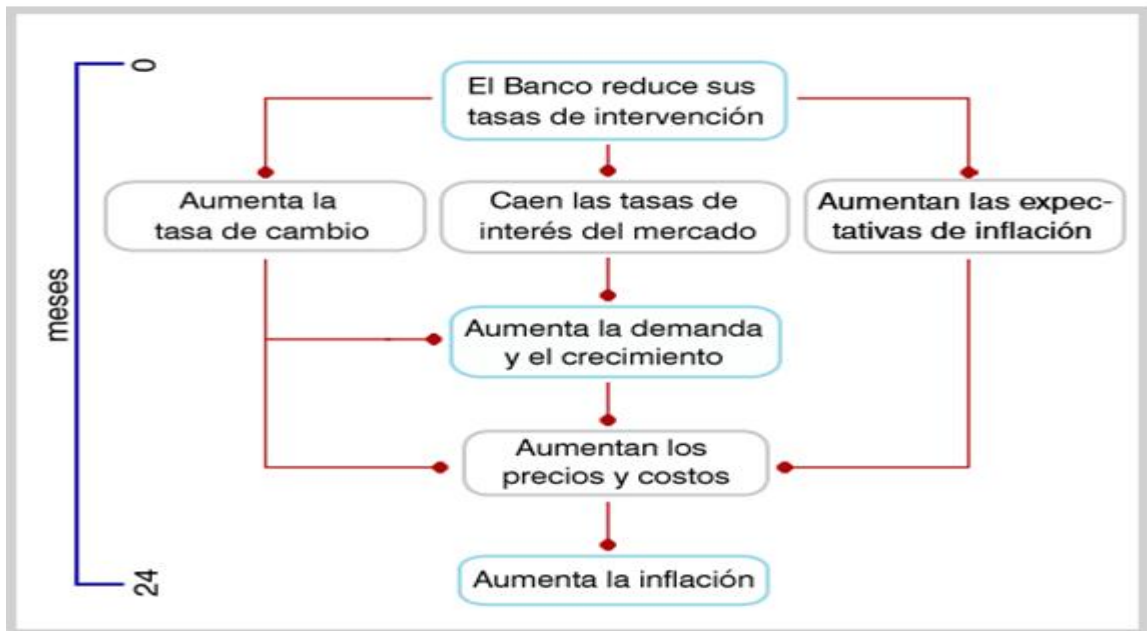 0
El Banco reduce sus
tasas de intervención
Aumenta la
tasa de cambio
Caen las tasas de
interés del mercado
Aumentan las expec-
tativas de inflación
meses
Aumenta la demanda
y el crecimiento
Aumentan los
precios y costos
24
Aumenta la inflación